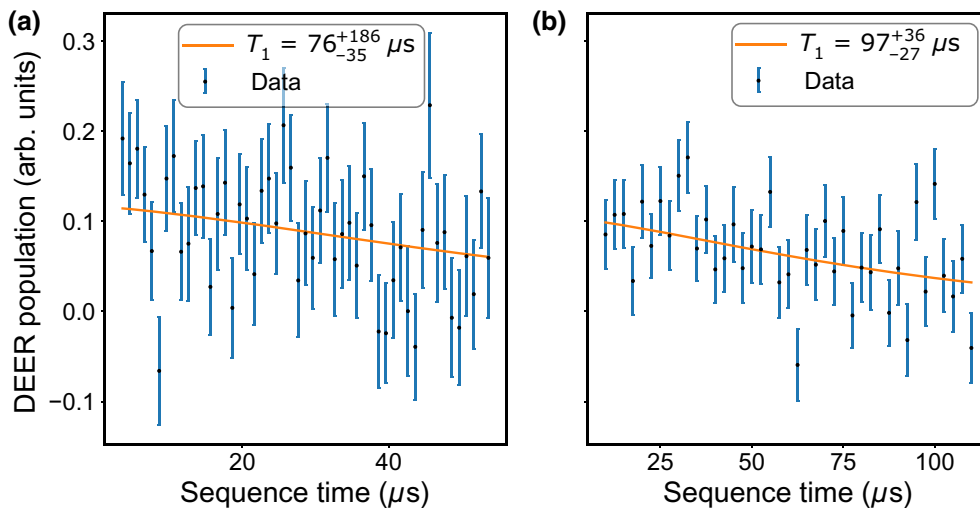 (a)
(b)
DEER population (arb. units)
0.3
0.2
0.1
0.0
−0.1
T₁ = 76⁺¹⁸⁶₋₃₅ μs
Data
20
40
Sequence time (μs)
T₁ = 97⁺³⁶₋₂₇ μs
Data
25
50
75
100
Sequence time (μs)